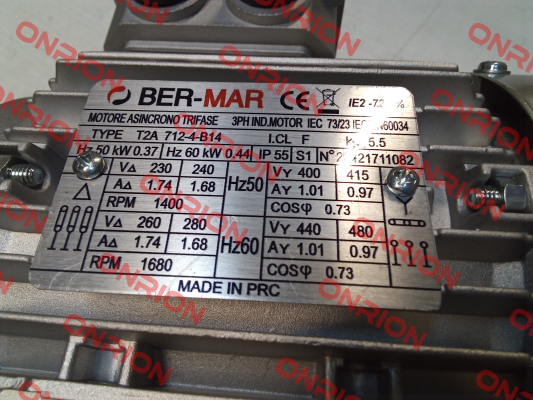 BER-MAR CE IE2
MOTORE ASINCRONO TRIFASE 3PH IND.MOTOR IEC 73/23 IEC 60034
TYPE T2A 712-4-B14 I.CL F 5.5
Hz 50 kW 0.37 Hz 60 kW 0.44 IP 55 S1 N° 21711082
V∆ 230 240 Hz50 VY 400 415
A∆ 1.74 1.68 AY 1.01 0.97
RPM 1400 COSφ 0.73
V∆ 260 280 Hz60 VY 440 480
A∆ 1.74 1.68 AY 1.01 0.97
RPM 1680 COSφ 0.73
MADE IN PRC
ONRION